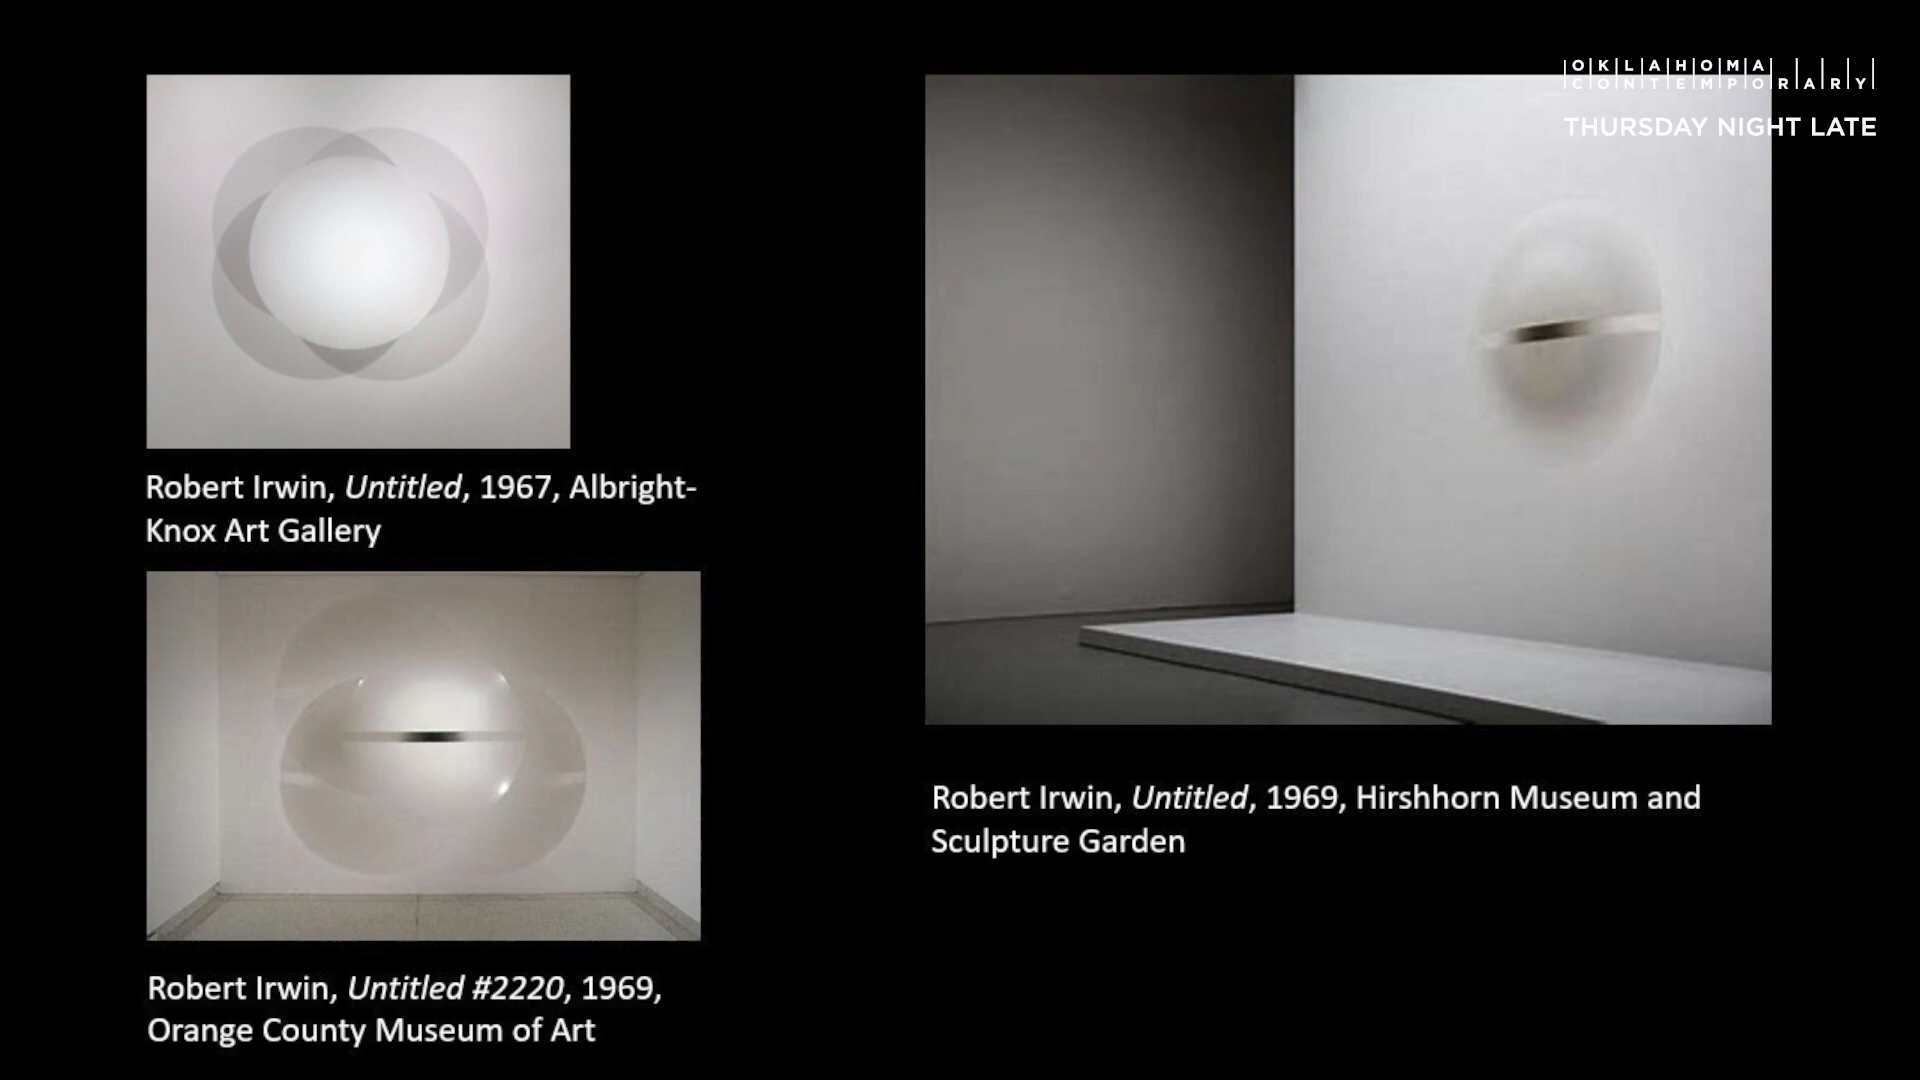 OKLAHOMA
CONTEMPORARY
THURSDAY NIGHT LATE
Robert Irwin, Untitled, 1967, Albright-
Knox Art Gallery
Robert Irwin, Untitled #2220, 1969,
Orange County Museum of Art
Robert Irwin, Untitled, 1969, Hirshhorn Museum and
Sculpture Garden